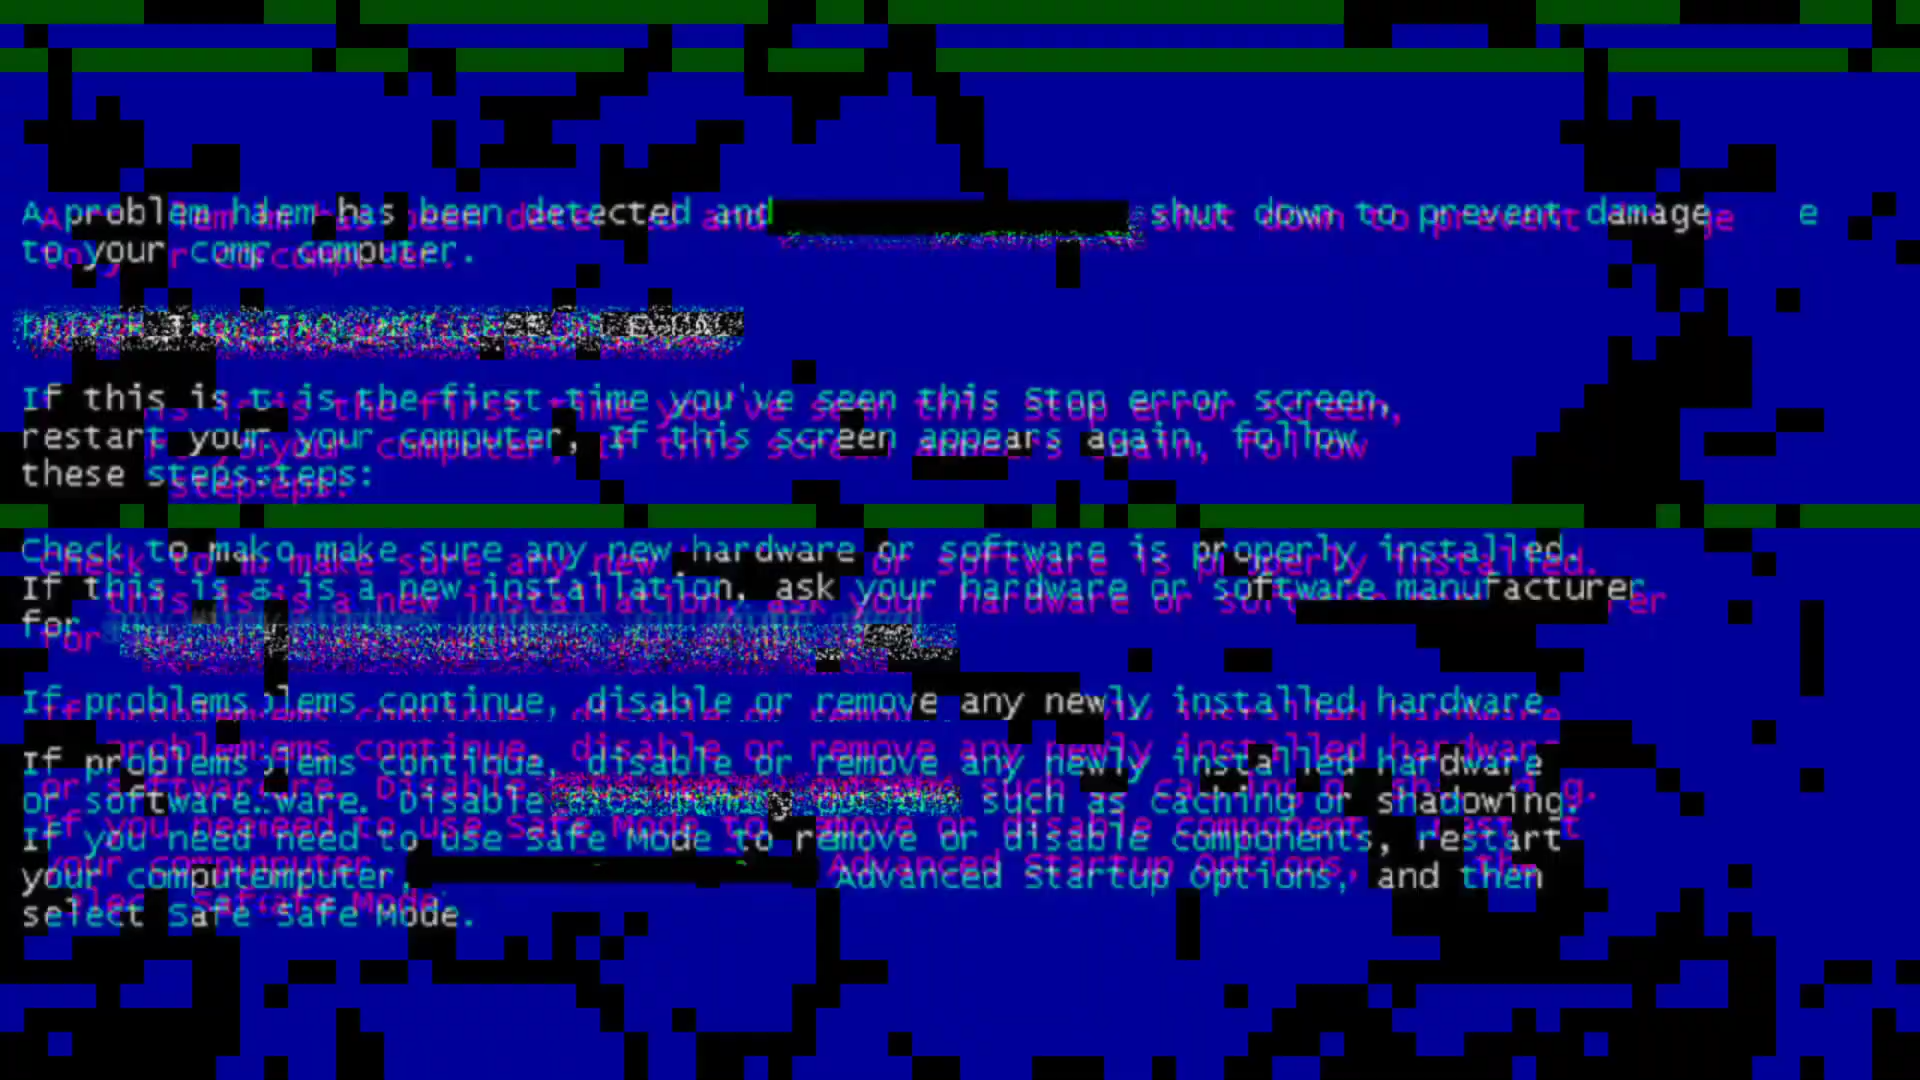 A problem halem has been detected and shut down to prevent damage e
to your comp computer.
If this is t is the first time you've seen this Stop error screen,
restart your your computer, If this screen appears again, follow
these steps:steps:
Check to mako make sure any new hardware or software is properly installed.
If this is a is a new installation, ask your hardware or software manufacturer
for
If problems olems continue, disable or remove any newly installed hardware
If problems olems continue, disable or remove any newly installed hardware
or software.ware. Disable such as caching or shadowing.
If you need need to use Safe Mode to remove or disable components, restart
your computemputer, Advanced Startup Options, and then
select Safe Safe Mode.